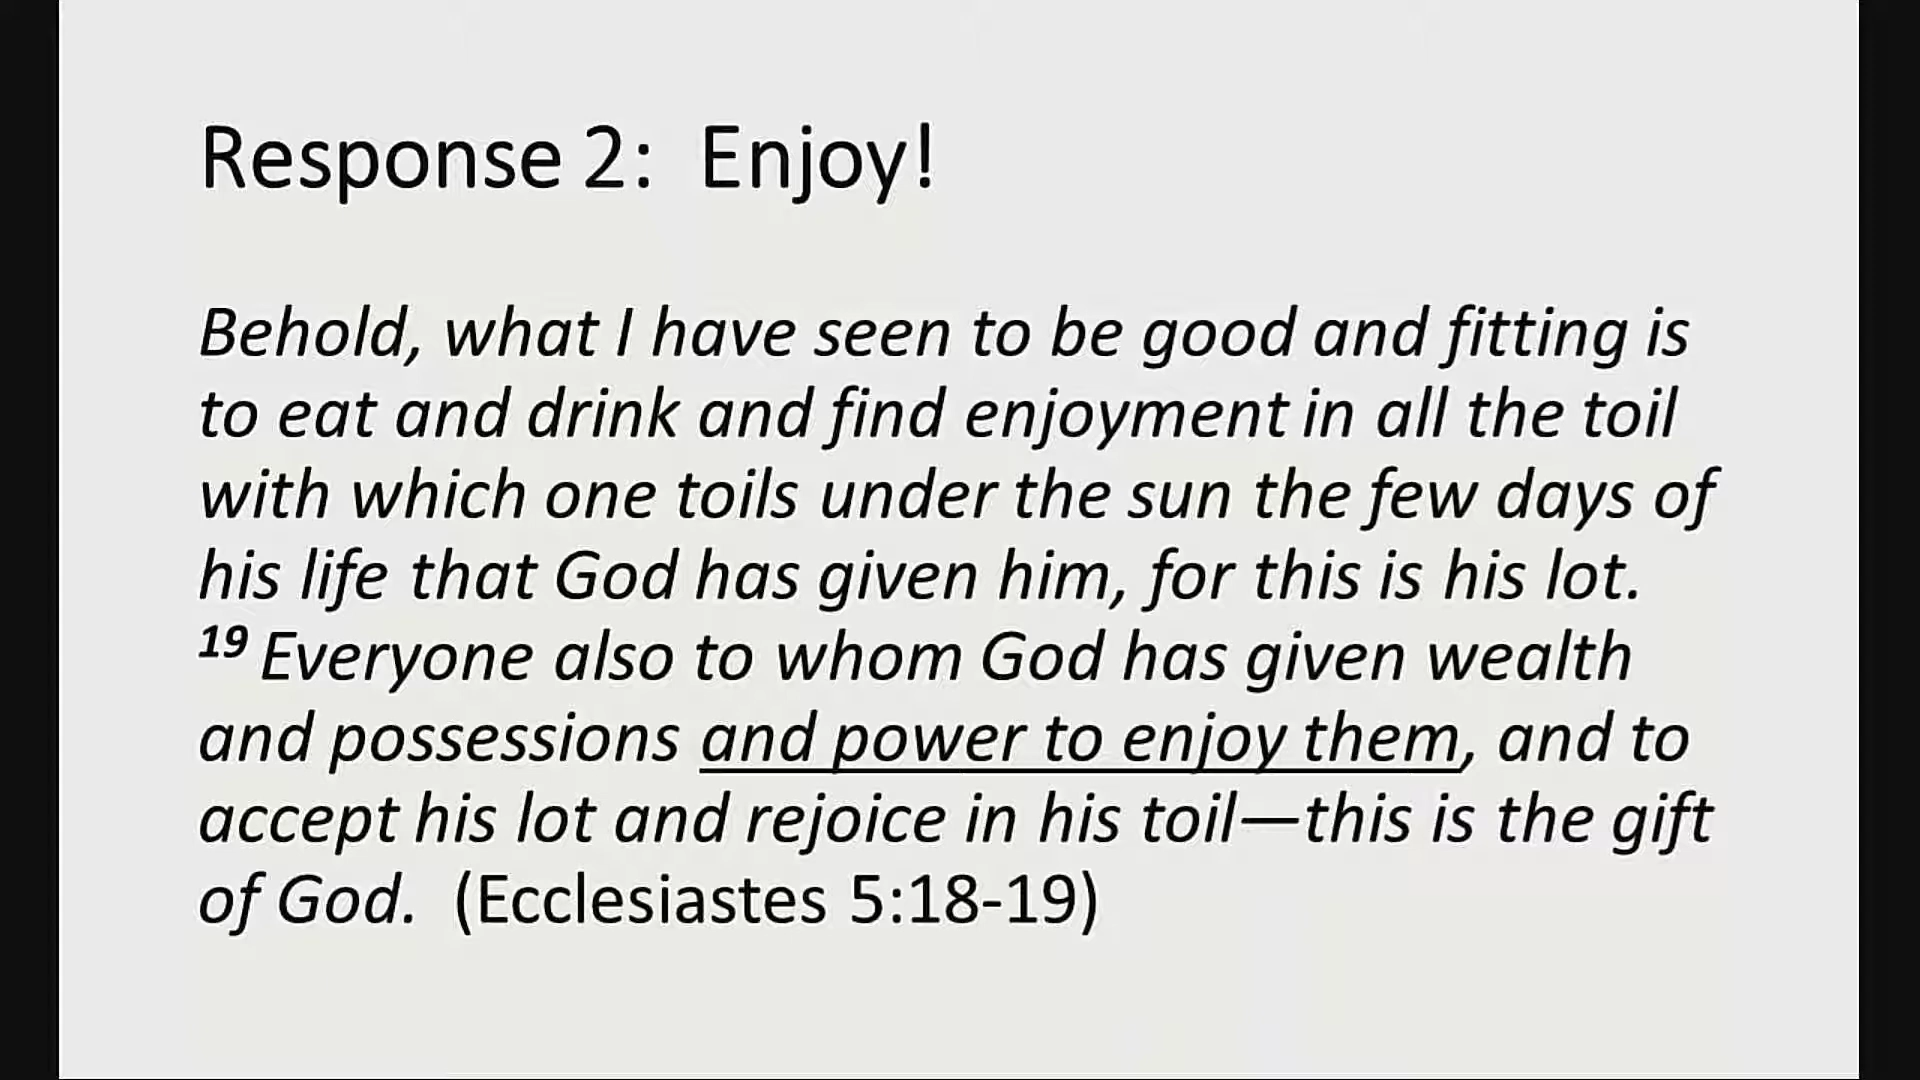 Response 2:  Enjoy!
Behold, what I have seen to be good and fitting is
to eat and drink and find enjoyment in all the toil
with which one toils under the sun the few days of
his life that God has given him, for this is his lot.
19 Everyone also to whom God has given wealth
and possessions and power to enjoy them, and to
accept his lot and rejoice in his toil—this is the gift
of God.  (Ecclesiastes 5:18-19)